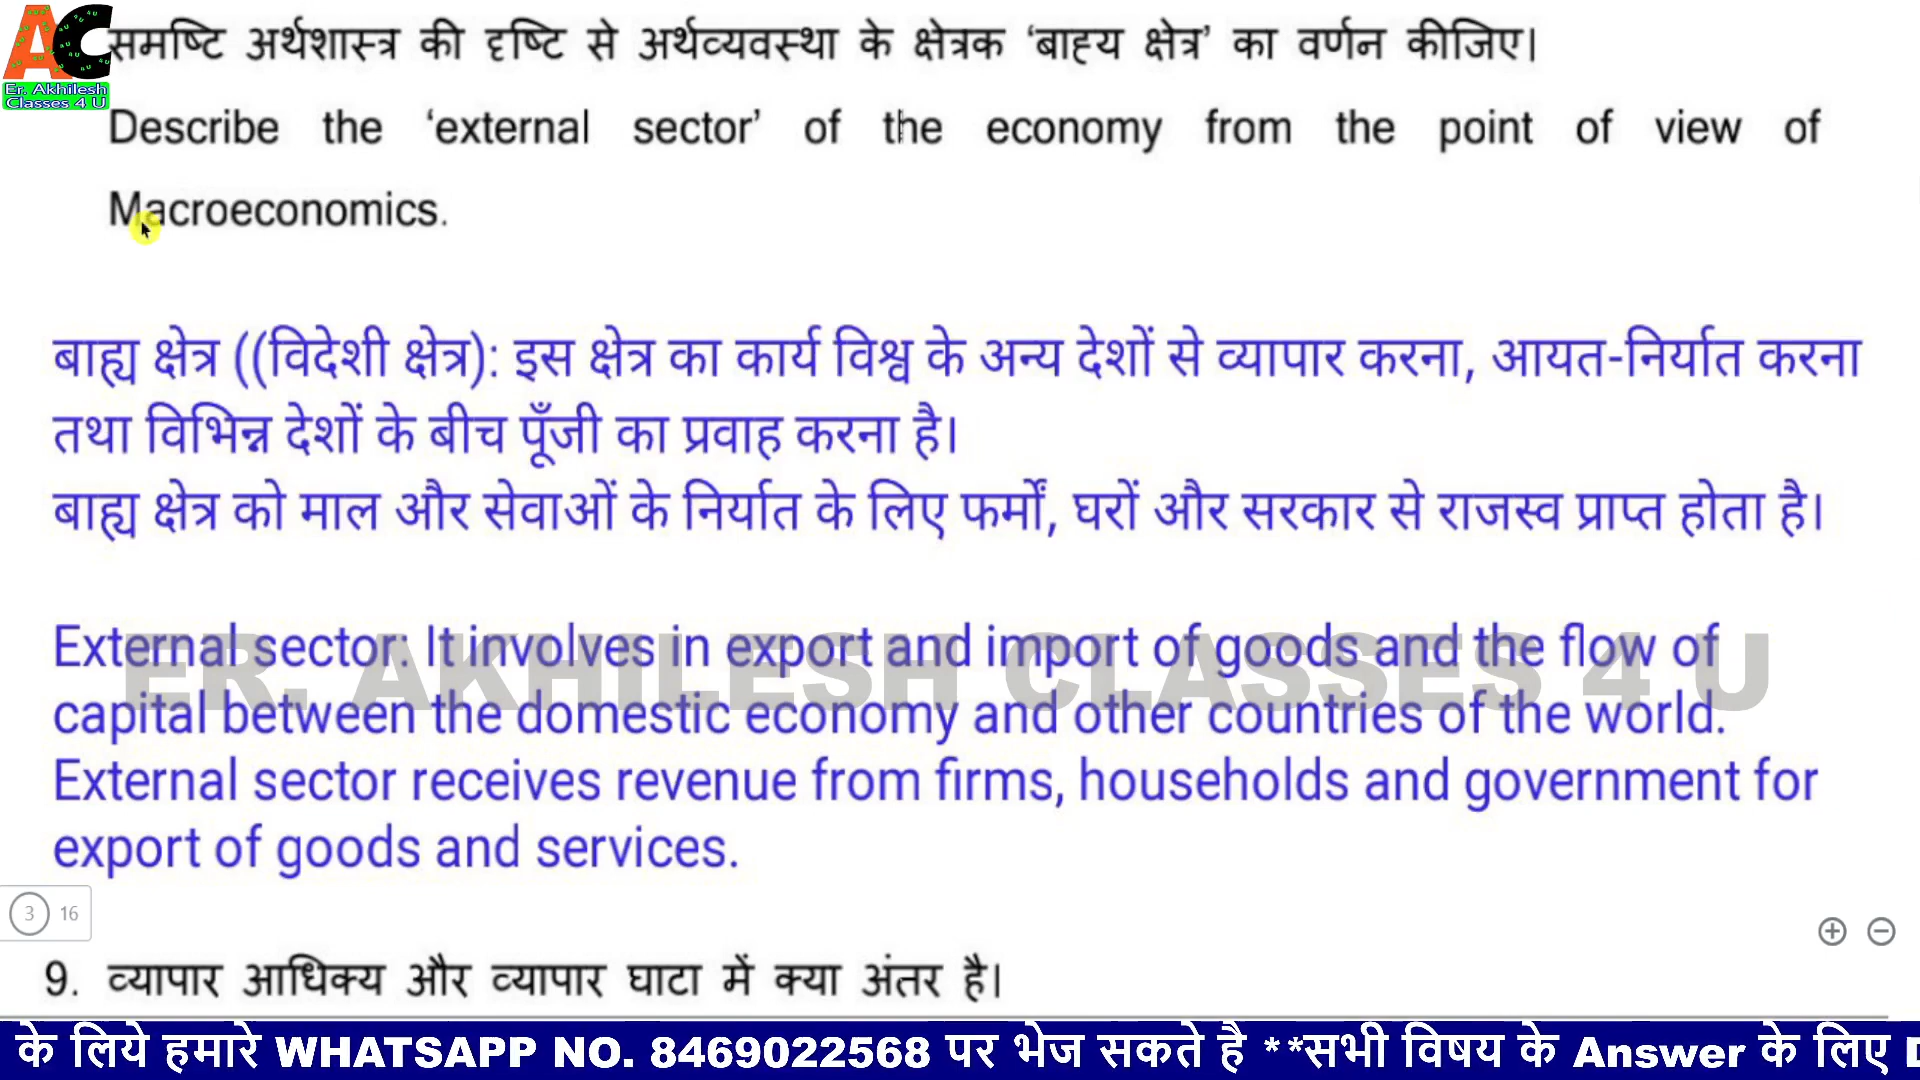 समष्टि अर्थशास्त्र की दृष्टि से अर्थव्यवस्था के क्षेत्रक ‘बाह्य क्षेत्र’ का वर्णन कीजिए।
Describe the ‘external sector’ of the economy from the point of view of
Macroeconomics.
AC
Er. Akhilesh
Classes 4 U
बाह्य क्षेत्र ((विदेशी क्षेत्र): इस क्षेत्र का कार्य विश्व के अन्य देशों से व्यापार करना, आयत-निर्यात करना
तथा विभिन्न देशों के बीच पूँजी का प्रवाह करना है।
बाह्य क्षेत्र को माल और सेवाओं के निर्यात के लिए फर्मों, घरों और सरकार से राजस्व प्राप्त होता है।
External sector: It involves in export and import of goods and the flow of
ER. AKHILESH CLASSES 4 U
capital between the domestic economy and other countries of the world.
External sector receives revenue from firms, households and government for
export of goods and services.
3 16
9. व्यापार आधिक्य और व्यापार घाटा में क्या अंतर है।
के लिये हमारे WHATSAPP NO. 8469022568 पर भेज सकते है **सभी विषय के Answer के लिए